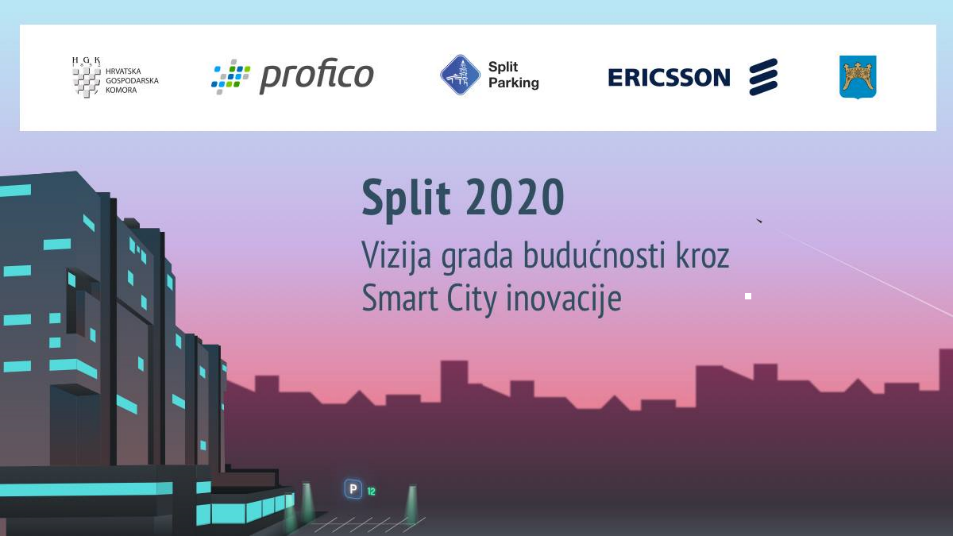 H G K
HRVATSKA
GOSPODARSKA
KOMORA
profico
Split
Parking
ERICSSON
Split 2020
Vizija grada budućnosti kroz
Smart City inovacije
P 12